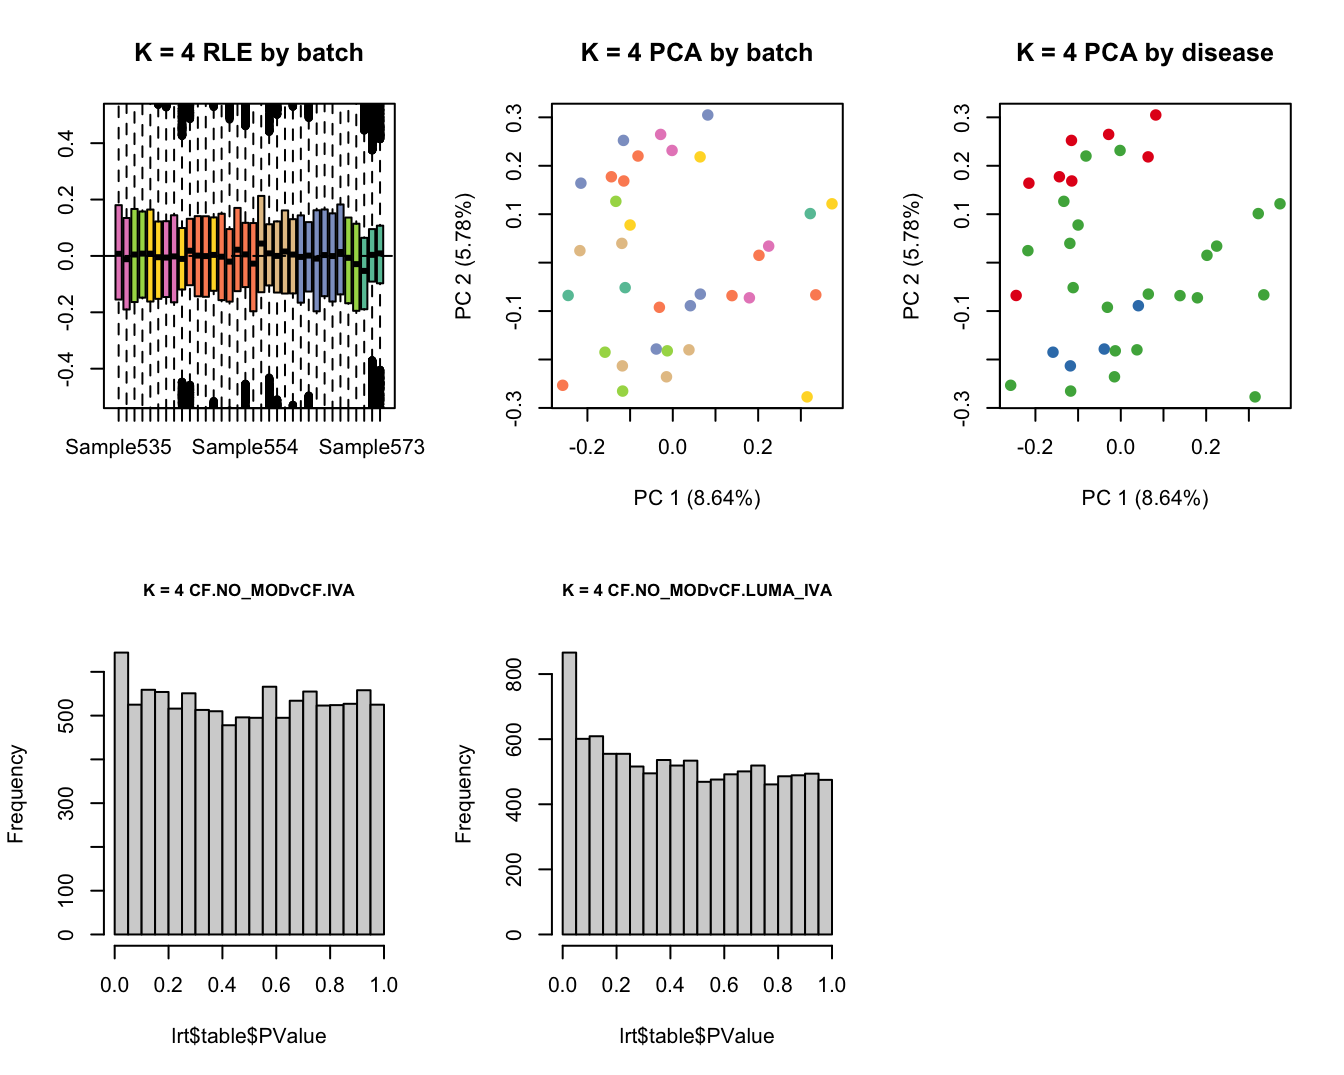 K = 4 RLE by batch
0.4
0.2
0.0
-0.2
-0.4
Sample535
Sample554
Sample573
K = 4 PCA by batch
PC 2 (5.78%)
0.3
0.2
0.1
-0.1
-0.3
-0.2
0.0
0.2
PC 1 (8.64%)
K = 4 PCA by disease
PC 2 (5.78%)
0.3
0.2
0.1
-0.1
-0.3
-0.2
0.0
0.2
PC 1 (8.64%)
K = 4 CF.NO_MODvCF.IVA
Frequency
500
300
100
0
0.0
0.2
0.4
0.6
0.8
1.0
lrt$table$PValue
K = 4 CF.NO_MODvCF.LUMA_IVA
Frequency
800
600
400
200
0
0.0
0.2
0.4
0.6
0.8
1.0
lrt$table$PValue